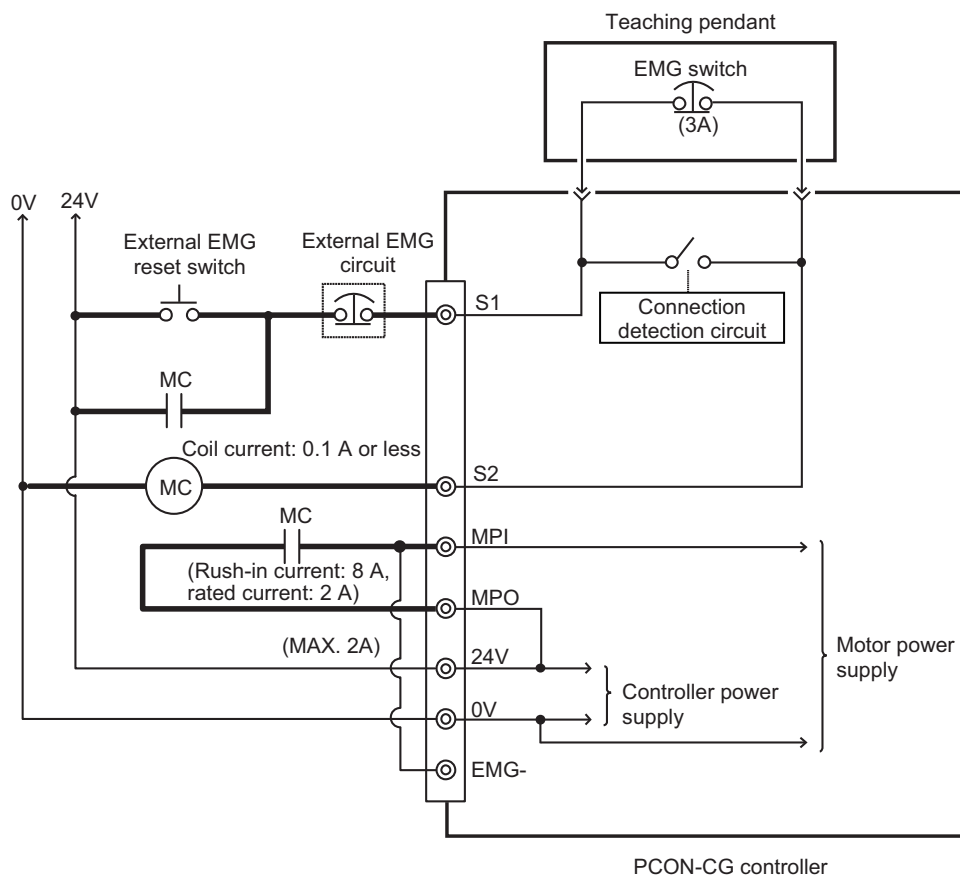 Teaching pendant
EMG switch
(3A)
0V
24V
External EMG
reset switch
External EMG
circuit
S1
Connection
detection circuit
MC
Coil current: 0.1 A or less
MC
S2
MC
MPI
(Rush-in current: 8 A,
rated current: 2 A)
MPO
(MAX. 2A)
24V
Motor power
supply
Controller power
supply
0V
EMG-
PCON-CG controller